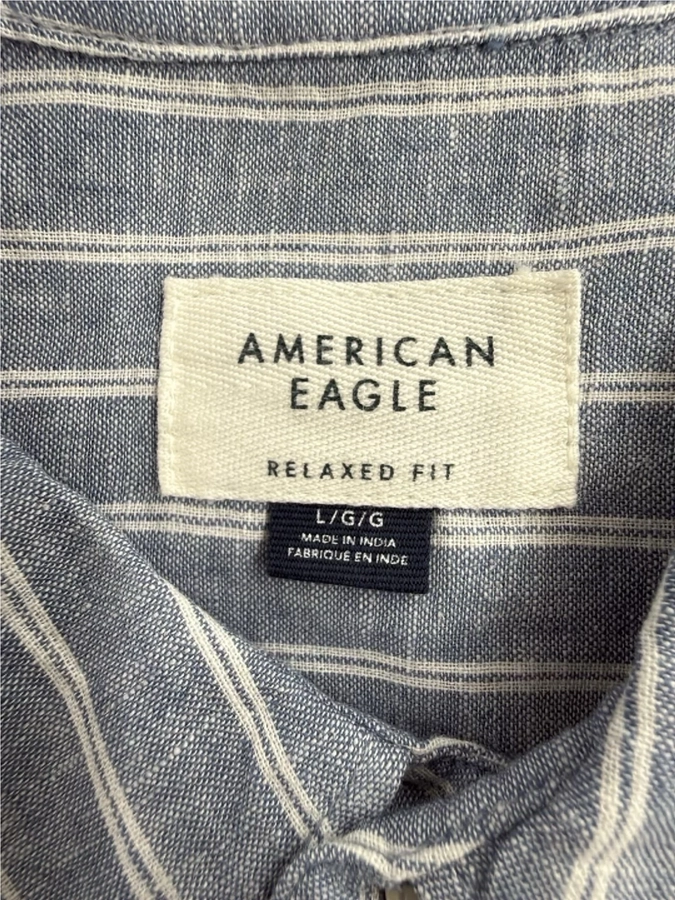 AMERICAN
EAGLE
RELAXED FIT
L/G/G
MADE IN INDIA
FABRIQUÉ EN INDE